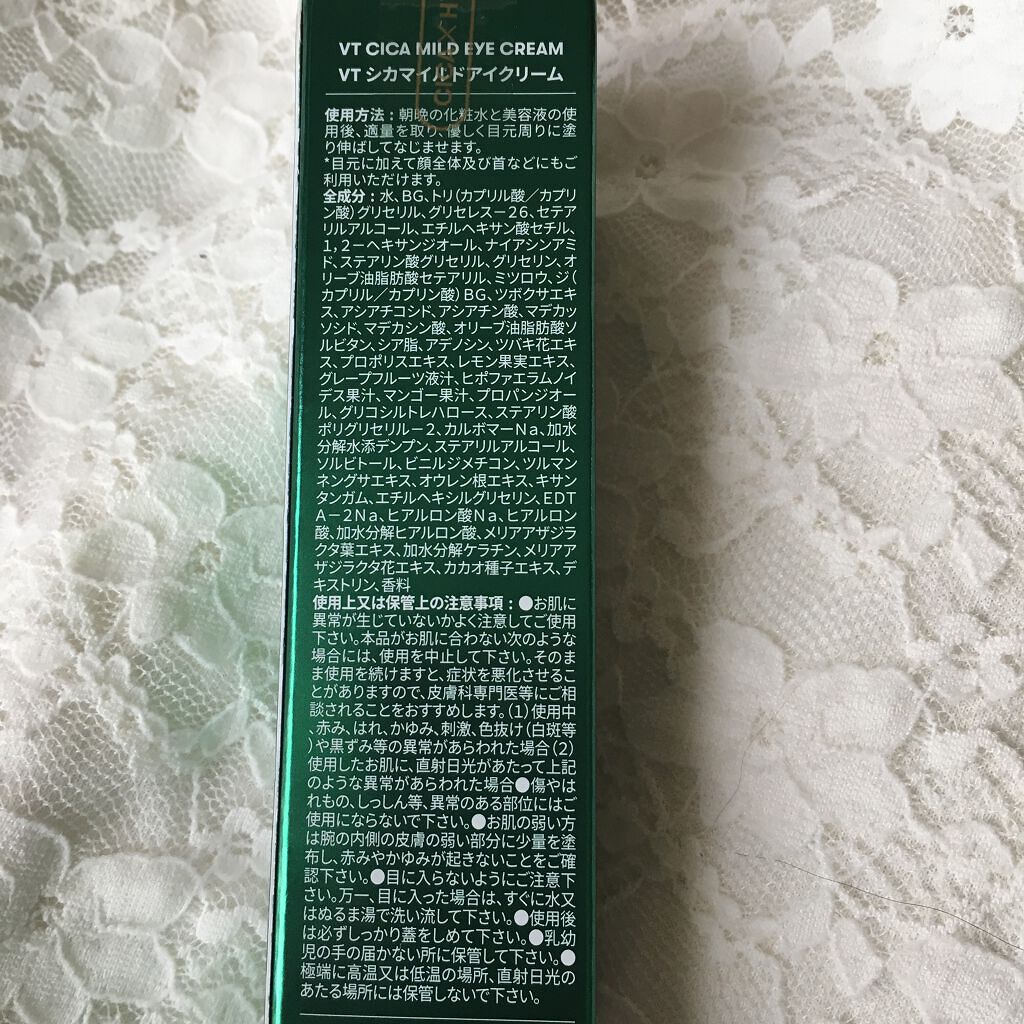 VT CICA MILD EYE CREAM
VT シカマイルドアイクリーム
CICA × H
使用方法：朝晩の化粧水と美容液の使
用後、適量を取り、優しく目元周りに塗
り伸ばしてなじませます。
*目元に加えて顔全体及び首などにもご
利用いただけます。
全成分：水、BG、トリ(カプリル酸／カプリ
ン酸)グリセリル、グリセレス－26、セテア
リルアルコール、エチルヘキサン酸セチル、
1,2－ヘキサンジオール、ナイアシンアミ
ド、ステアリン酸グリセリル、グリセリン、オ
リーブ油脂肪酸セテアリル、ミツロウ、ジ(
カプリル／カプリン酸)BG、ツボクサエキ
ス、アシアチコシド、アシアチン酸、マデカッ
ソシド、マデカシン酸、オリーブ油脂肪酸ソ
ルビタン、シア脂、アデノシン、ツバキ花エキ
ス、プロポリスエキス、レモン果実エキス、
グレープフルーツ液汁、ヒポファエラムノイ
デス果汁、マンゴー果汁、プロパンジオー
ル、グリコシルトレハロース、ステアリン酸
ポリグリセリル－2、カルボマーNa、加水
分解水添デンプン、ステアリルアルコール、
ソルビトール、ビニルジメチコン、ツルマン
ネングサエキス、オウレン根エキス、キサン
タンガム、エチルヘキシルグリセリン、EDT
A－2Na、ヒアルロン酸Na、ヒアルロン
酸、加水分解ヒアルロン酸、メリアアザジラ
クタ葉エキス、加水分解ケラチン、メリアア
ザジラクタ花エキス、カカオ種子エキス、デ
キストリン、香料
使用上又は保管上の注意事項：●お肌に
異常が生じていないかよく注意してご使用
下さい。本品がお肌に合わない次のような
場合には、使用を中止して下さい。そのま
ま使用を続けますと、症状を悪化させるこ
とがありますので、皮膚科専門医等にご相
談されることをおすすめします。(1)使用中
、赤み、はれ、かゆみ、刺激、色抜け(白斑等
)や黒ずみ等の異常があらわれた場合(2)
使用したお肌に、直射日光があたって上記
のような異常があらわれた場合●傷やは
れもの、しっしん等、異常のある部位にはご
使用にならないで下さい。●お肌の弱い方
は腕の内側の皮膚の弱い部分に少量を塗
布し、赤みやかゆみが起きないことをご確
認下さい。●目に入らないようにご注意下
さい。万一、目に入った場合は、すぐに水又
はぬるま湯で洗い流して下さい。●使用後
は必ずしっかり蓋をしめて下さい。●乳幼
児の手の届かない所に保管して下さい。●
極端に高温又は低温の場所、直射日光の
あたる場所には保管しないで下さい。